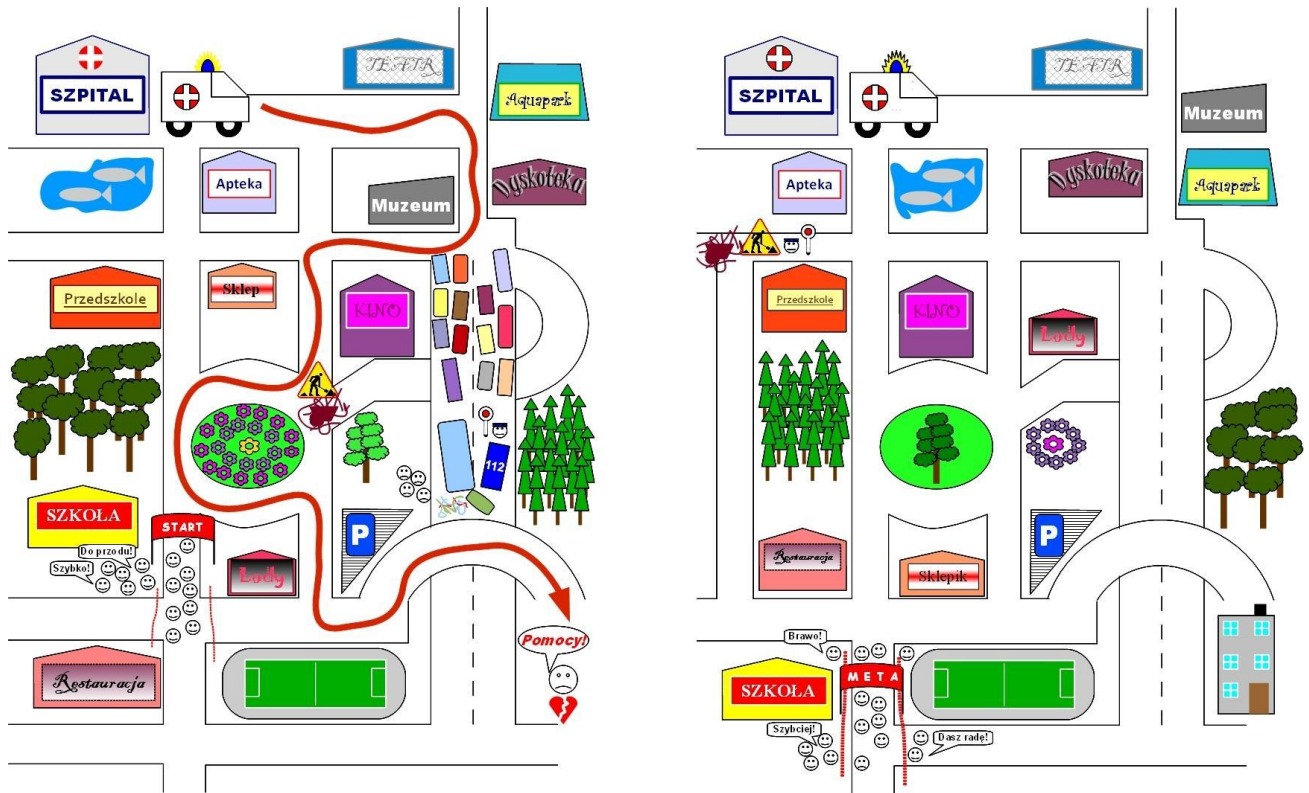 SZPITAL
TEATR
Aquapark
Apteka
Muzeum
Dyskoteka
Przedszkole
Sklep
KINO
112
SZKOŁA
START
Do przodu!
Szybko!
Lody
P
Pomocy!
Restauracja
SZPITAL
TEATR
Muzeum
Apteka
Dyskoteka
Aquapark
Przedszkole
KINO
Lody
Restauracja
Sklepik
P
Brawo!
META
SZKOŁA
Szybciej!
Dasz radę!